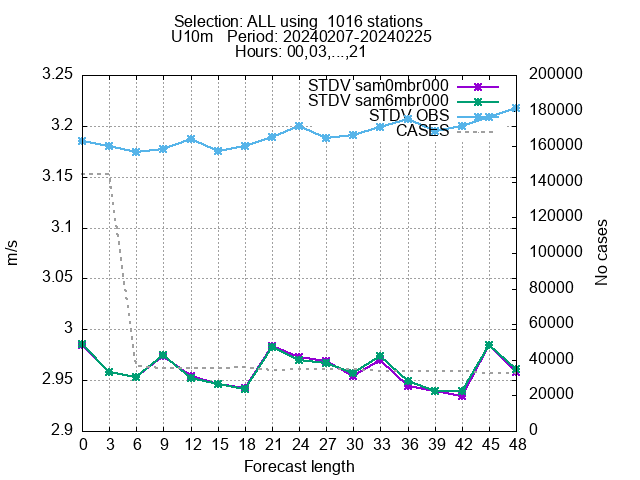 Selection: ALL using  1016 stations
U10m   Period: 20240207-20240225
Hours: 00,03,...,21
STDV sam0mbr000
STDV sam6mbr000
STDV OBS
CASES
3.25
3.2
3.15
3.1
3.05
3
2.95
2.9
m/s
200000
180000
160000
140000
120000
100000
80000
60000
40000
20000
0
No cases
0 3 6 9 12 15 18 21 24 27 30 33 36 39 42 45 48
Forecast length